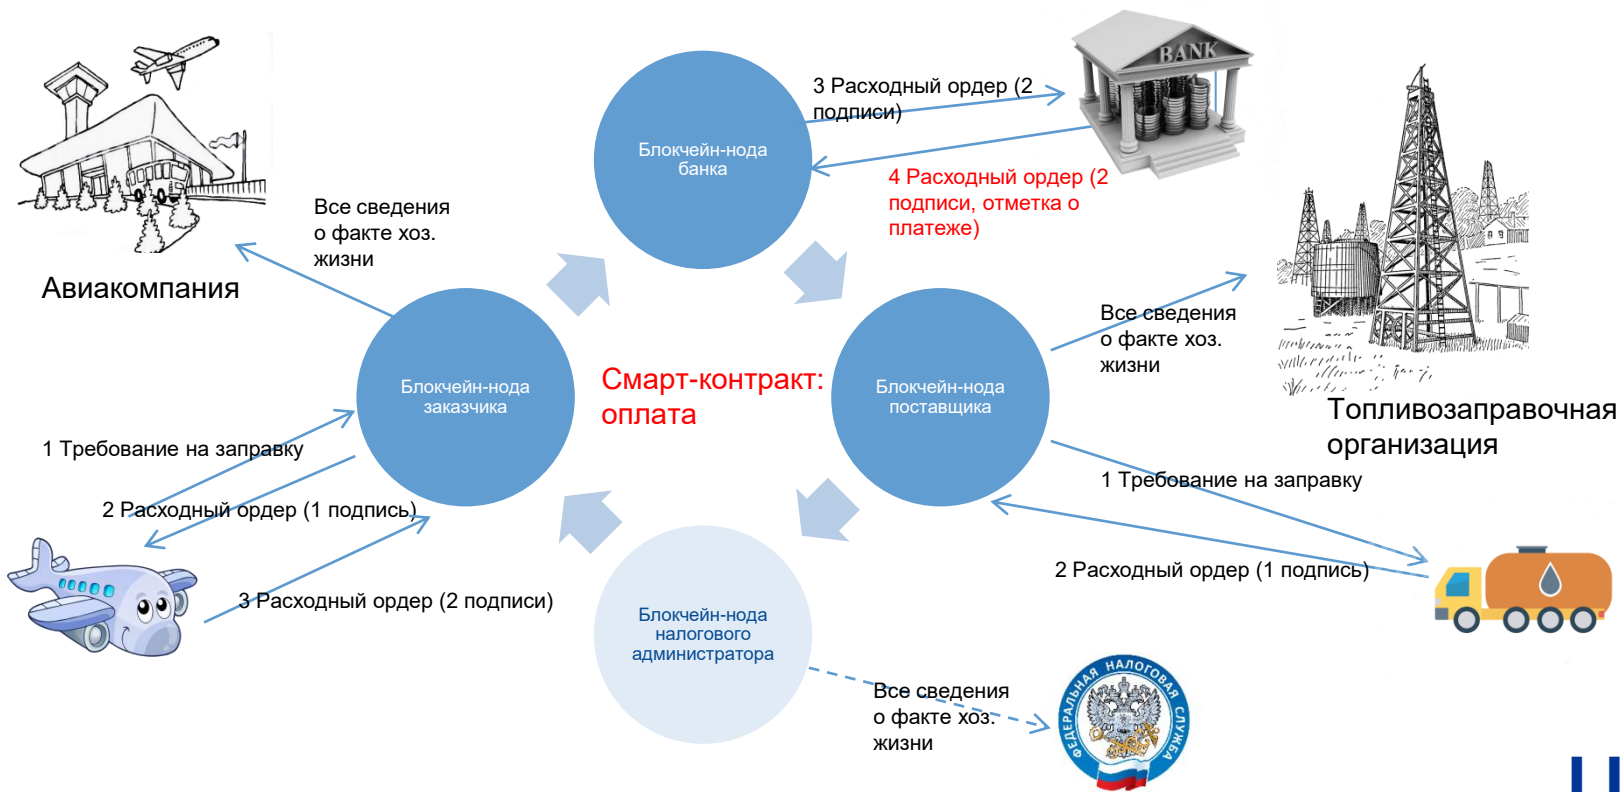 BANK
3 Расходный ордер (2
подписи)
Блокчейн-нода
банка
4 Расходный ордер (2
подписи, отметка о
платеже)
Все сведения
о факте хоз.
жизни
Авиакомпания
Все сведения
о факте хоз.
жизни
Блокчейн-нода
заказчика
Смарт-контракт:
оплата
Блокчейн-нода
поставщика
Топливозаправочная
организация
1 Требование на заправку
2 Расходный ордер (1 подпись)
3 Расходный ордер (2 подписи)
1 Требование на заправку
2 Расходный ордер (1 подпись)
Блокчейн-нода
налогового
администратора
Все сведения
о факте хоз.
жизни
ФЕДЕРАЛЬНАЯ НАЛОГОВАЯ СЛУЖБА